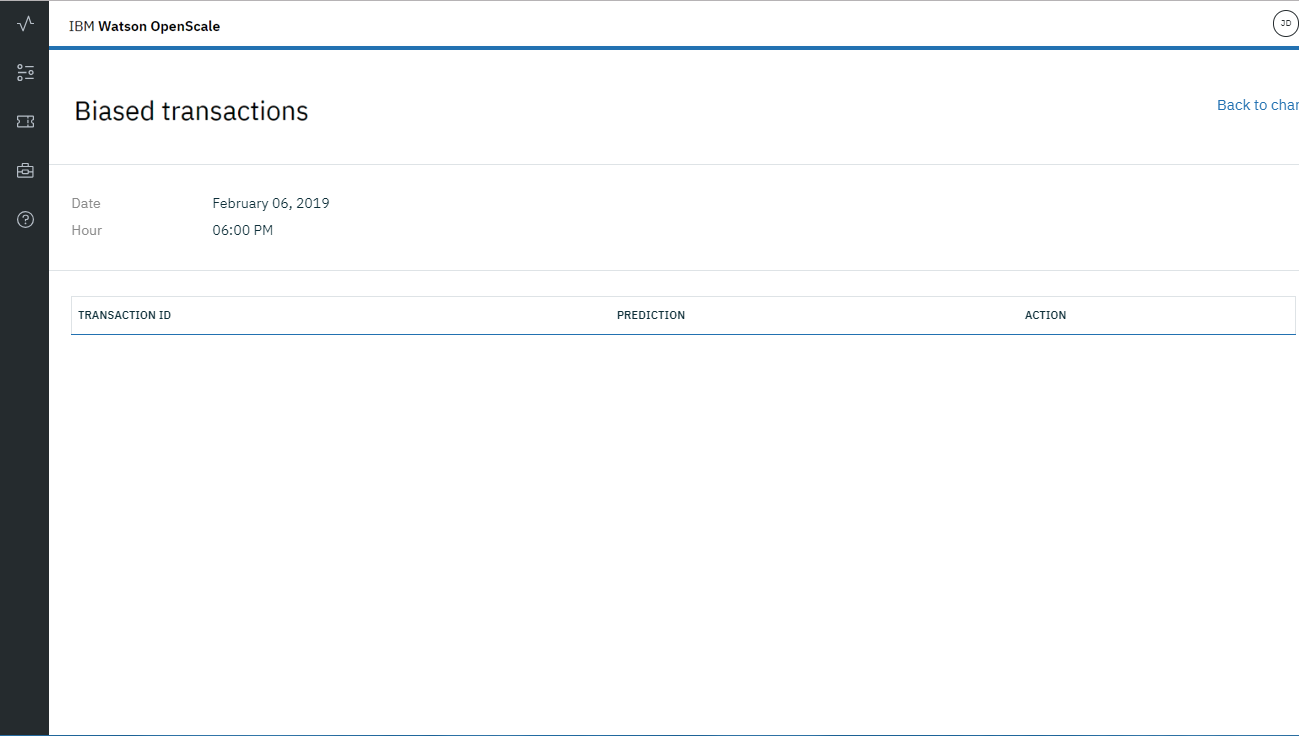 IBM Watson OpenScale
JD
Biased transactions
Back to char
Date February 06, 2019
Hour 06:00 PM
TRANSACTION ID PREDICTION ACTION